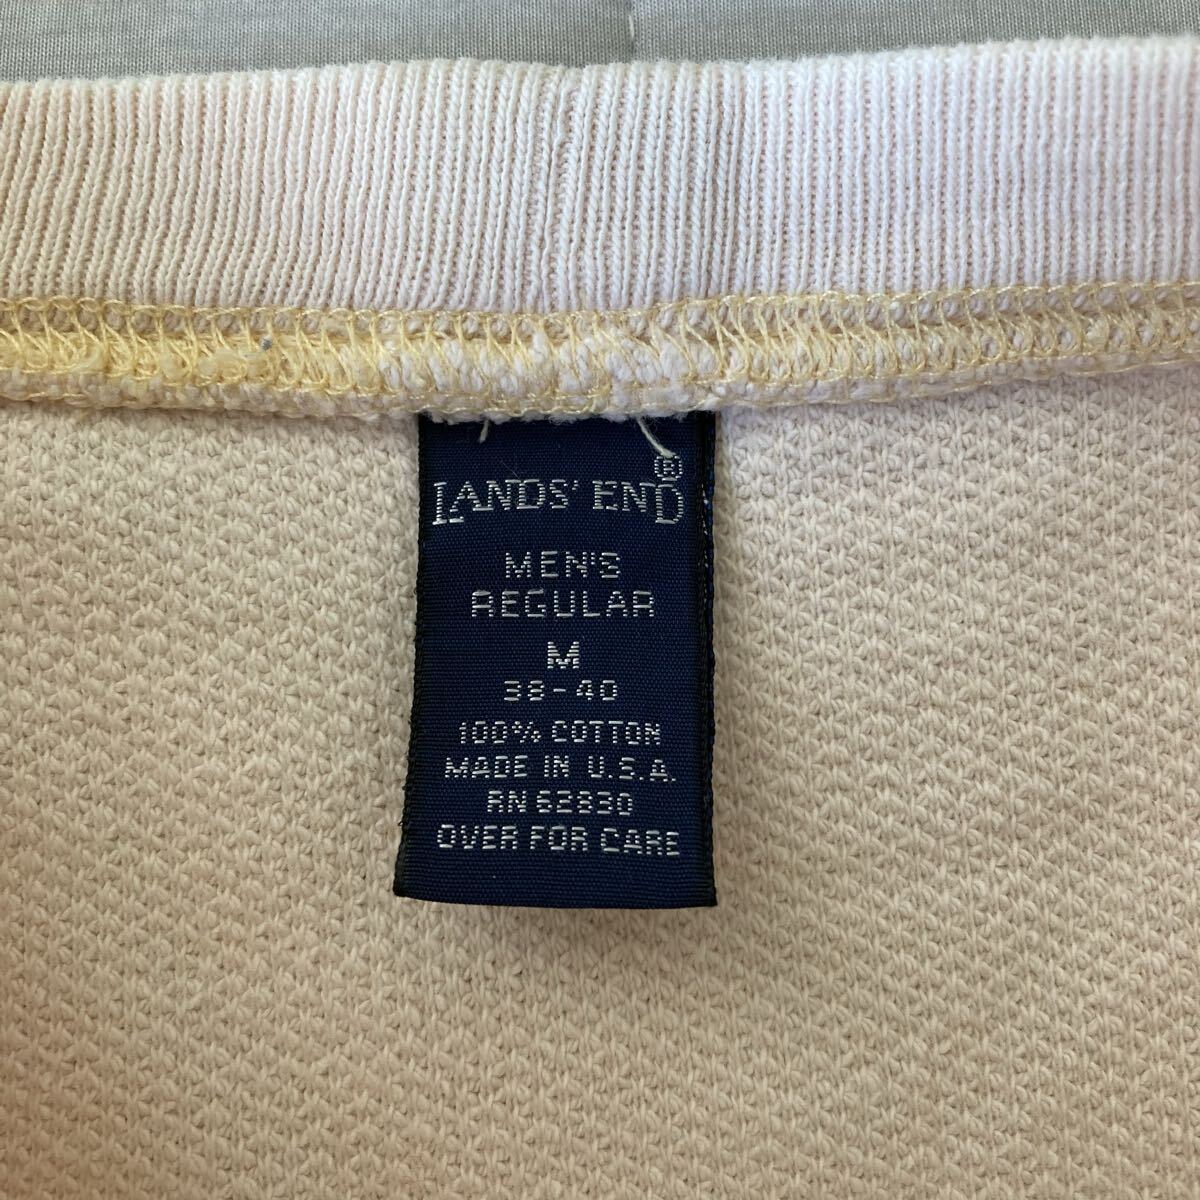 LANDS' END®
MEN'S
REGULAR
M
38-40
100% COTTON
MADE IN U.S.A.
RN 62830
OVER FOR CARE